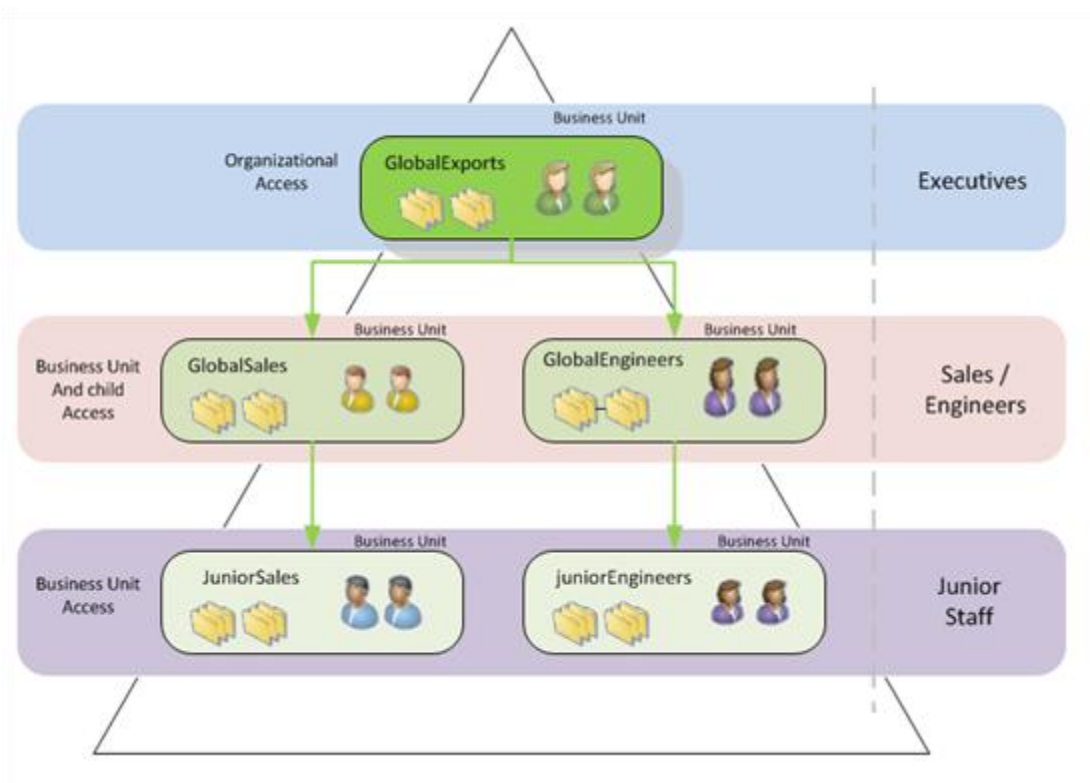 Business Unit
Organizational
Access
GlobalExports
Executives
Business Unit
Business Unit
Business Unit
And child
Access
GlobalSales
GlobalEngineers
Sales /
Engineers
Business Unit
Business Unit
Business Unit
Access
JuniorSales
juniorEngineers
Junior
Staff